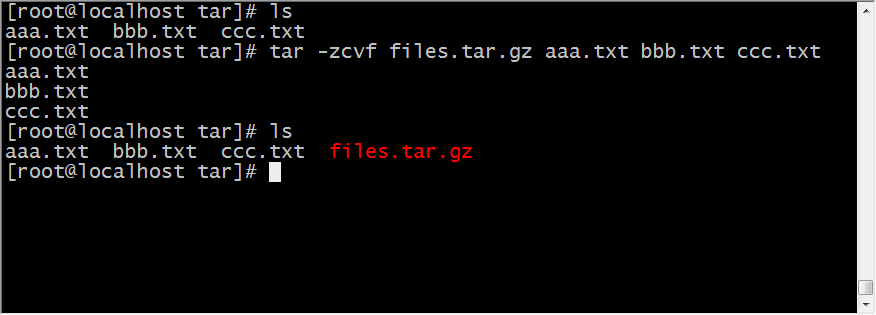 [root@localhost tar]# ls
aaa.txt  bbb.txt  ccc.txt
[root@localhost tar]# tar -zcvf files.tar.gz aaa.txt bbb.txt ccc.txt
aaa.txt
bbb.txt
ccc.txt
[root@localhost tar]# ls
aaa.txt  bbb.txt  ccc.txt  files.tar.gz
[root@localhost tar]#